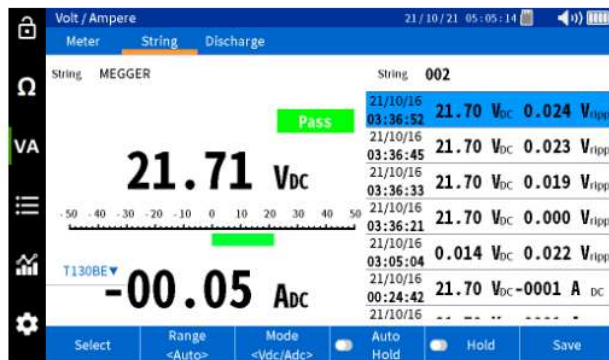 Volt / Ampere 21/10/21 05:05:14
Meter String Discharge
String MEGGER
String 002
Pass
21.71 VDC
-50 -40 -30 -20 -10 0 10 20 30 40 50
T130BE▼
-00.05 ADC
21/10/16
03:36:52 21.70 VDC 0.024 Vripp
21/10/16
03:36:45 21.70 VDC 0.023 Vripp
21/10/16
03:36:33 21.70 VDC 0.019 Vripp
21/10/16
03:36:21 21.70 VDC 0.000 Vripp
21/10/16
03:05:04 0.014 VDC 0.022 Vripp
21/10/16
00:24:42 21.70 VDC -0001 A DC
21/10/16
Ω
VA
Select
Range
<Auto>
Mode
<Vdc/Adc>
Auto
Hold
Hold
Save